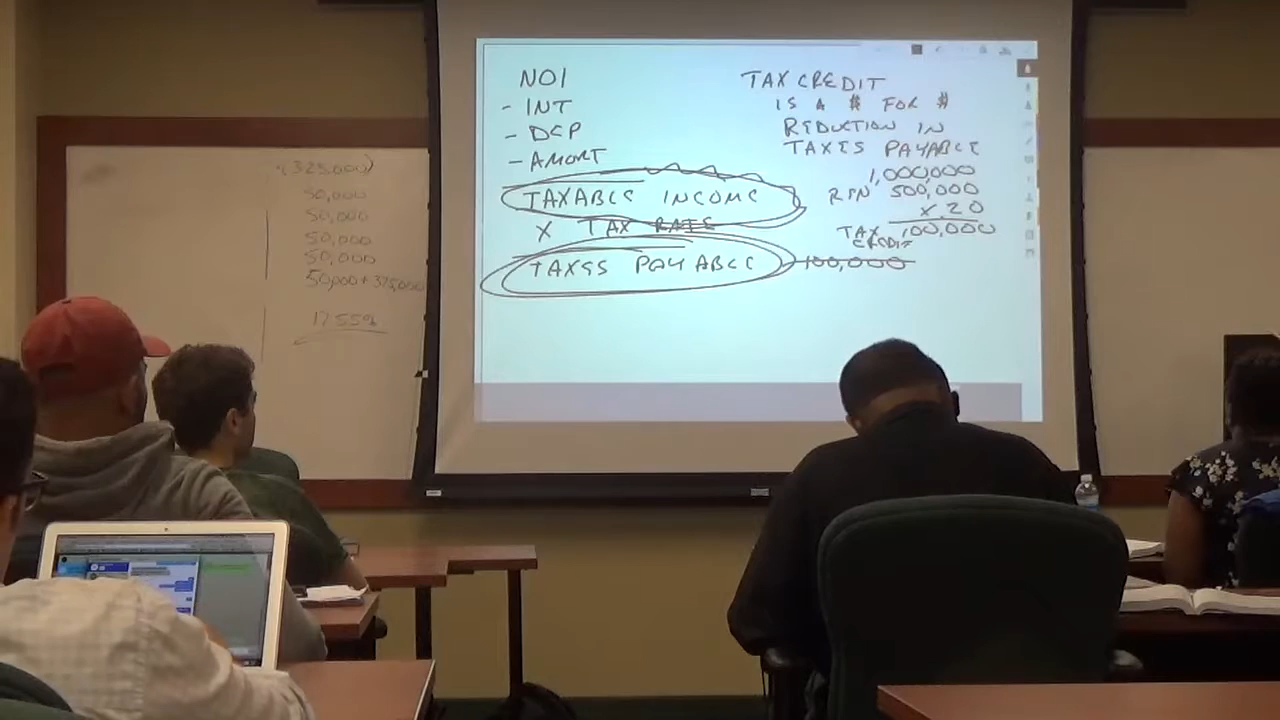 (325,000)
50,000
50,000
50,000
50,000
50,000 + 375,000
17.55%
NOI
- INT
- DEP
- AMORT
TAXABLE INCOME
X TAX RATE
TAXES PAYABLE
TAX CREDIT
IS A $ FOR $
REDUCTION IN
TAXES PAYABLE
1,000,000
500,000
X .20
TAX 100,000
CREDIT
100,000